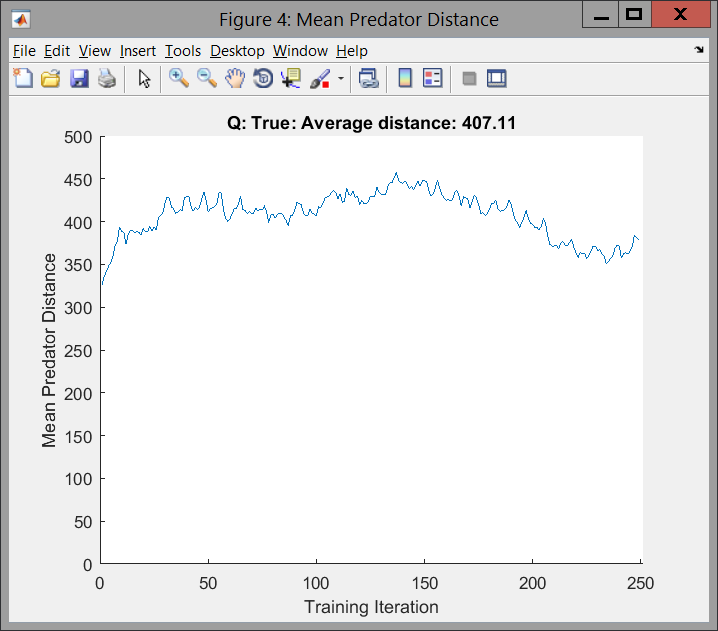 Figure 4: Mean Predator Distance
File Edit View Insert Tools Desktop Window Help
Q: True: Average distance: 407.11
500
450
400
350
300
250
200
150
100
50
0
Mean Predator Distance
0 50 100 150 200 250
Training Iteration